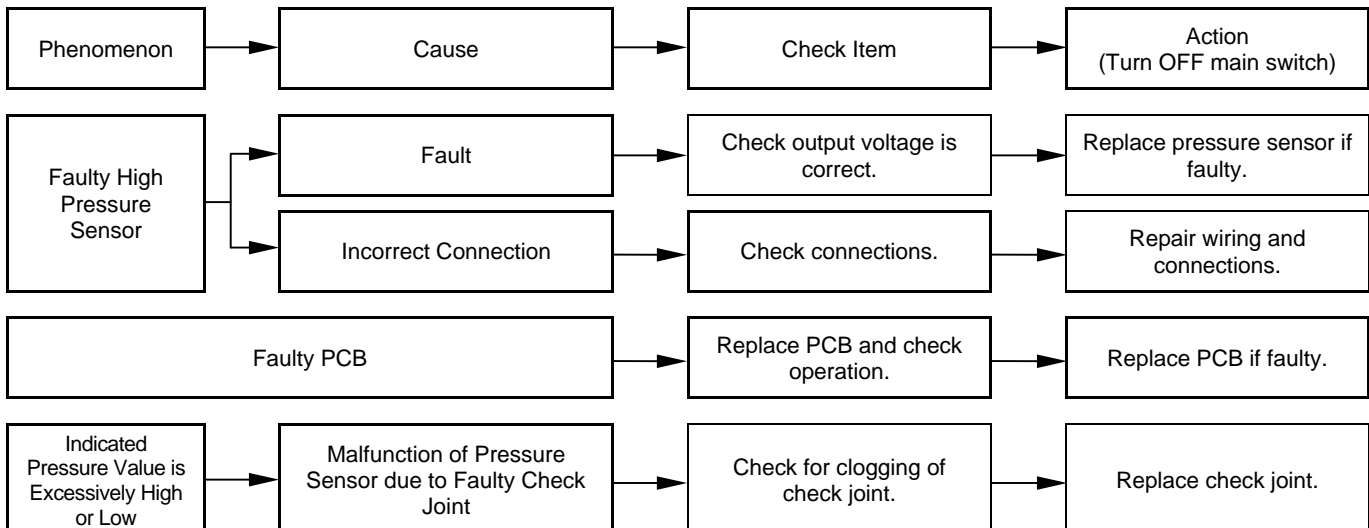 Phenomenon
Cause
Check Item
Action
(Turn OFF main switch)
Faulty High
Pressure
Sensor
Fault
Check output voltage is
correct.
Replace pressure sensor if
faulty.
Incorrect Connection
Check connections.
Repair wiring and
connections.
Faulty PCB
Replace PCB and check
operation.
Replace PCB if faulty.
Indicated
Pressure Value is
Excessively High
or Low
Malfunction of Pressure
Sensor due to Faulty Check
Joint
Check for clogging of
check joint.
Replace check joint.